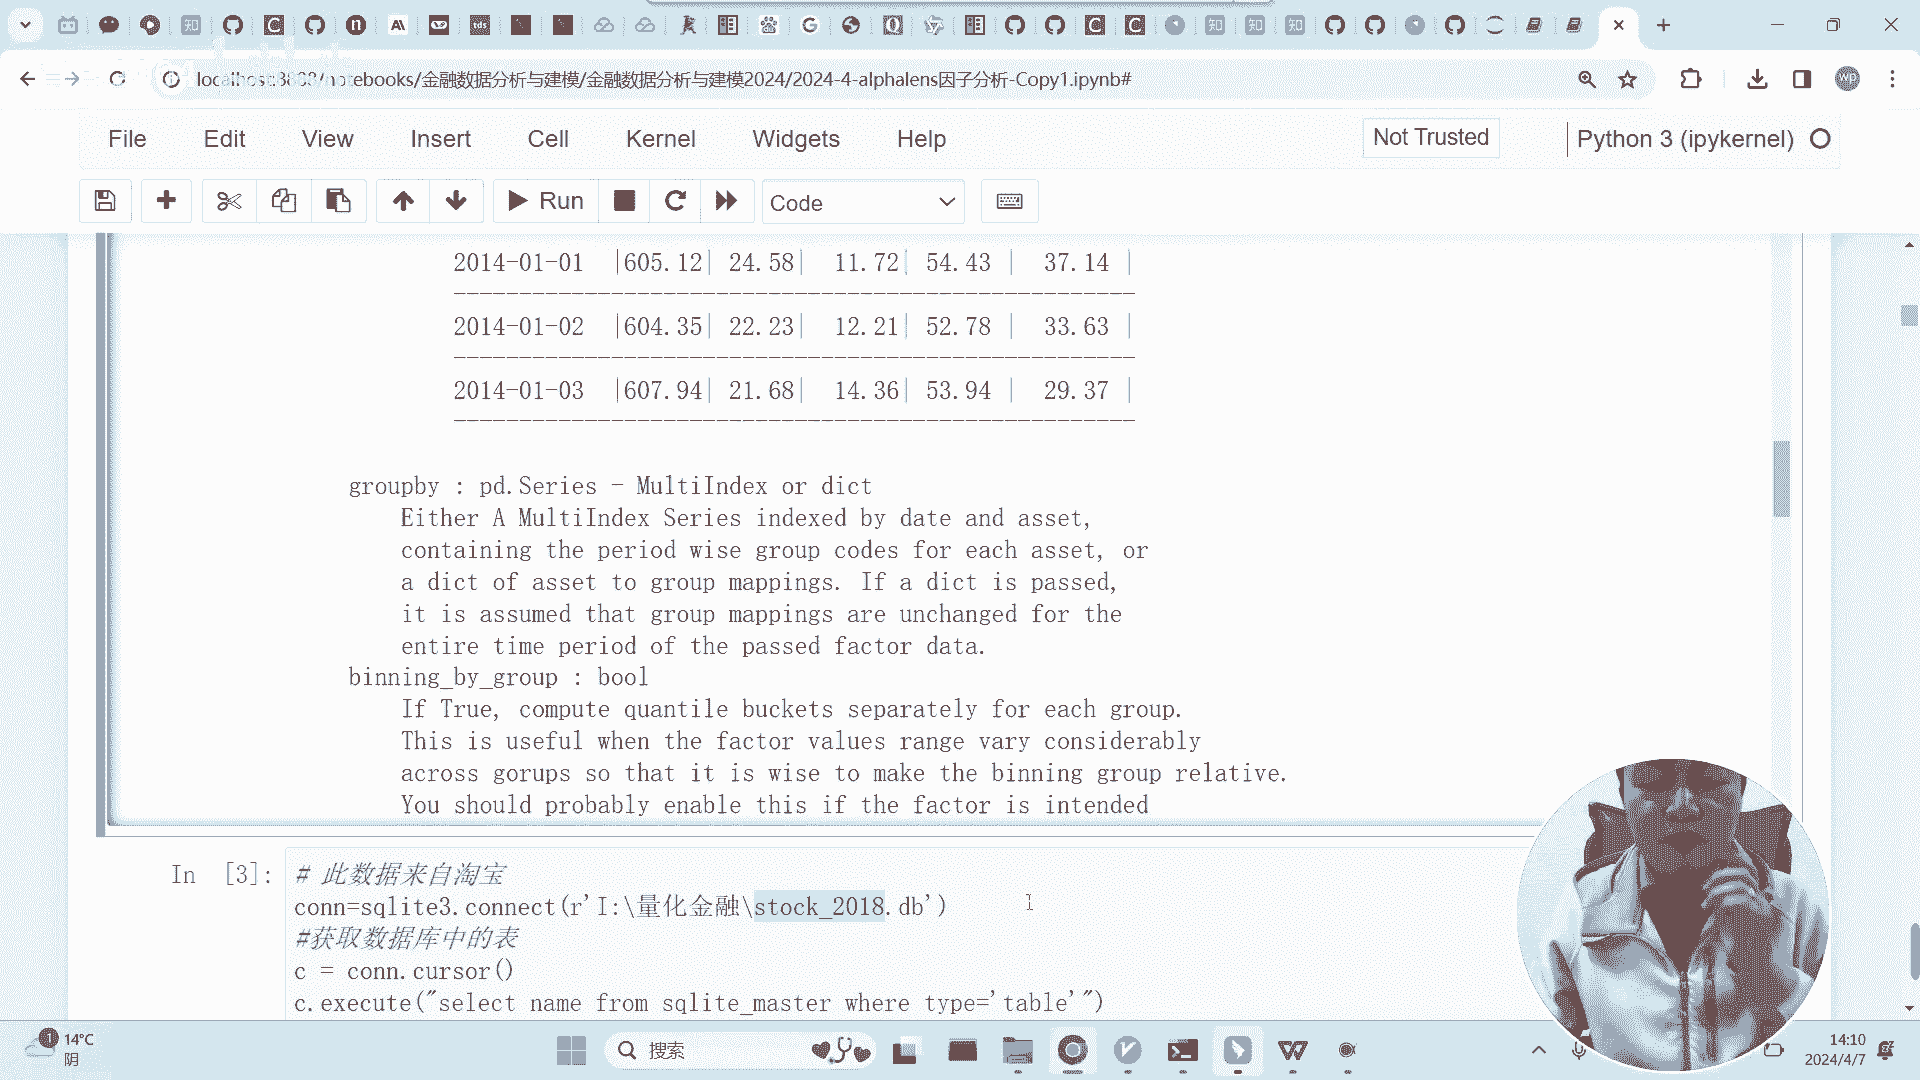 localhost:8888/notebooks/金融数据分析与建模/金融数据分析与建模2024/2024-4-alphalens因子分析-Copy1.ipynb#
File Edit View Insert Cell Kernel Widgets Help Not Trusted Python 3 (ipykernel)
Run Code
2014-01-01 |605.12| 24.58| 11.72| 54.43 | 37.14 |
----------------------------------------------------
2014-01-02 |604.35| 22.23| 12.21| 52.78 | 33.63 |
----------------------------------------------------
2014-01-03 |607.94| 21.68| 14.36| 53.94 | 29.37 |
----------------------------------------------------
groupby : pd.Series - MultiIndex or dict
Either A MultiIndex Series indexed by date and asset,
containing the period wise group codes for each asset, or
a dict of asset to group mappings. If a dict is passed,
it is assumed that group mappings are unchanged for the
entire time period of the passed factor data.
binning_by_group : bool
If True, compute quantile buckets separately for each group.
This is useful when the factor values range vary considerably
across gorups so that it is wise to make the binning group relative.
You should probably enable this if the factor is intended
In [3]: # 此数据来自淘宝
conn=sqlite3.connect(r'I:\量化金融\stock_2018.db')
#获取数据库中的表
c = conn.cursor()
c.execute("select name from sqlite_master where type='table'")
1 14°C
阴
搜索
14:10
2024/4/7